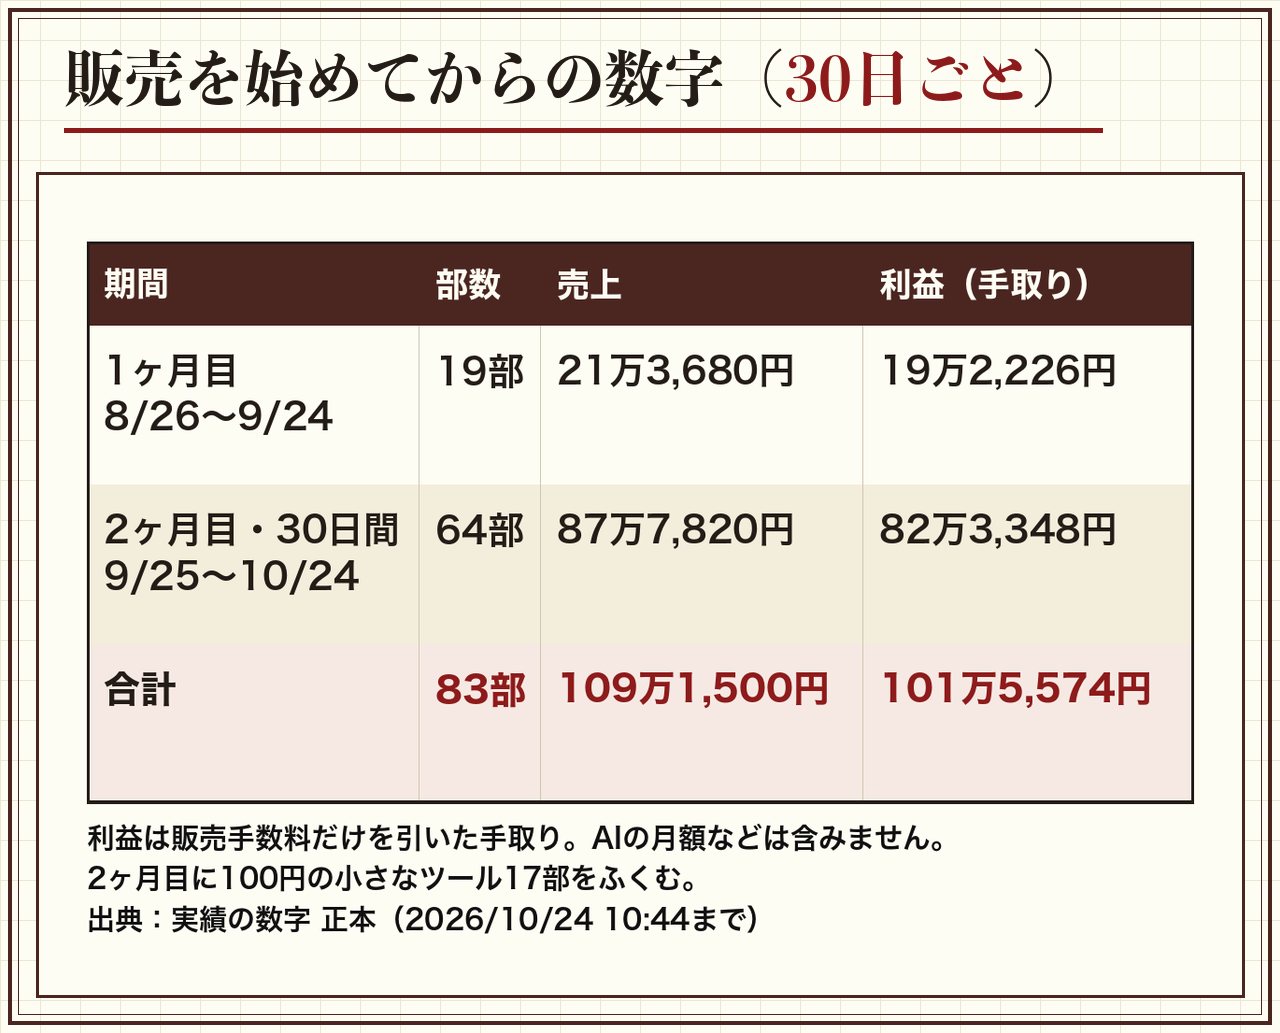 販売を始めてからの数字（30日ごと）
期間 部数 売上 利益（手取り）
1ヶ月目 19部 21万3,680円 19万2,226円
8/26〜9/24
2ヶ月目・30日間 64部 87万7,820円 82万3,348円
9/25〜10/24
合計 83部 109万1,500円 101万5,574円
利益は販売手数料だけを引いた手取り。AIの月額などは含みません。
2ヶ月目に100円の小さなツール17部をふくむ。
出典：実績の数字 正本（2026/10/24 10:44まで）